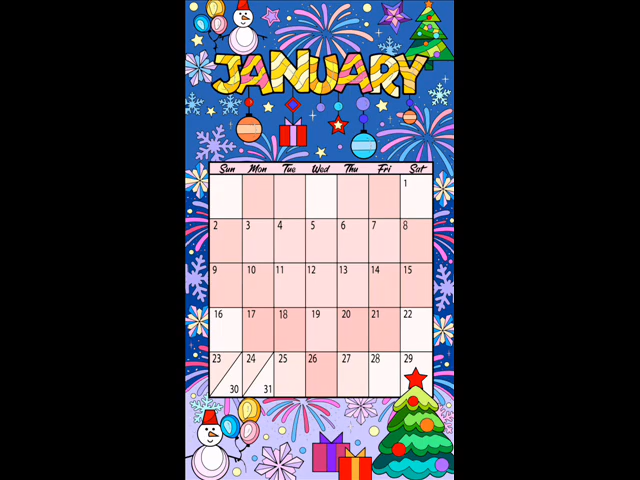 JANUARY
Sun Mon Tue Wed Thu Fri Sat
1
2 3 4 5 6 7 8
9 10 11 12 13 14 15
16 17 18 19 20 21 22
23 24 25 26 27 28 29
30 31